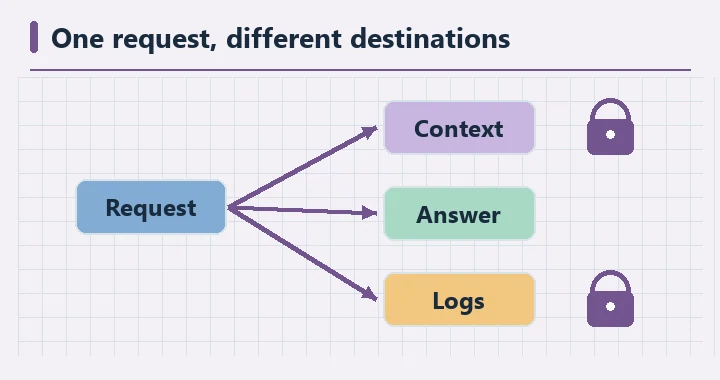 One request, different destinations
Context
Request
Answer
Logs